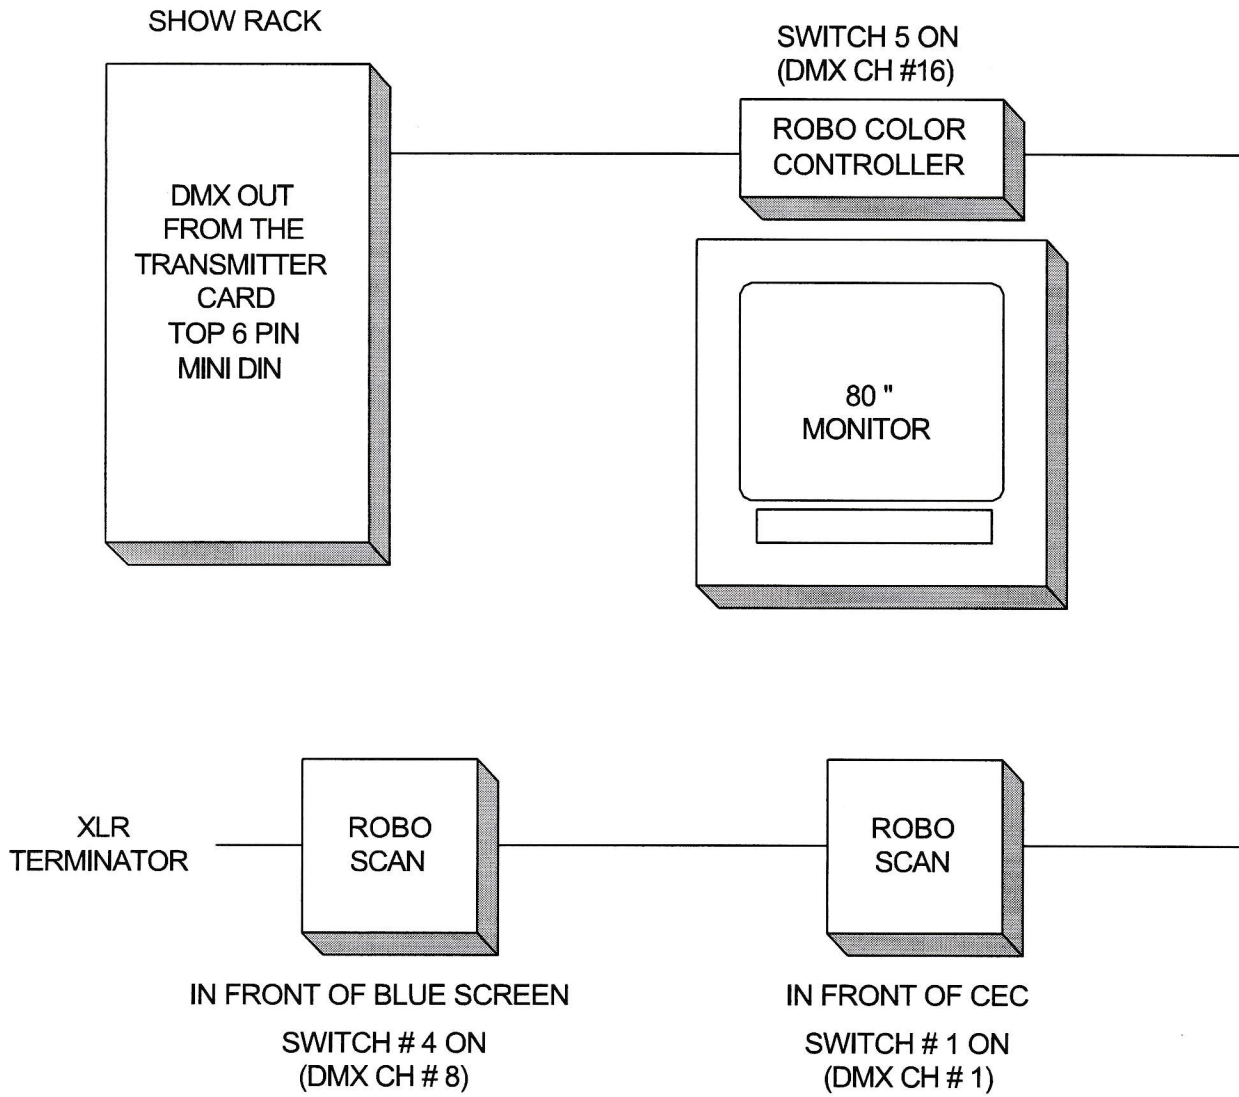 SHOW RACK
DMX OUT
FROM THE
TRANSMITTER
CARD
TOP 6 PIN
MINI DIN
SWITCH 5 ON
(DMX CH #16)
ROBO COLOR
CONTROLLER
80 "
MONITOR
XLR
TERMINATOR
ROBO
SCAN
IN FRONT OF BLUE SCREEN
SWITCH # 4 ON
(DMX CH # 8)
ROBO
SCAN
IN FRONT OF CEC
SWITCH # 1 ON
(DMX CH # 1)